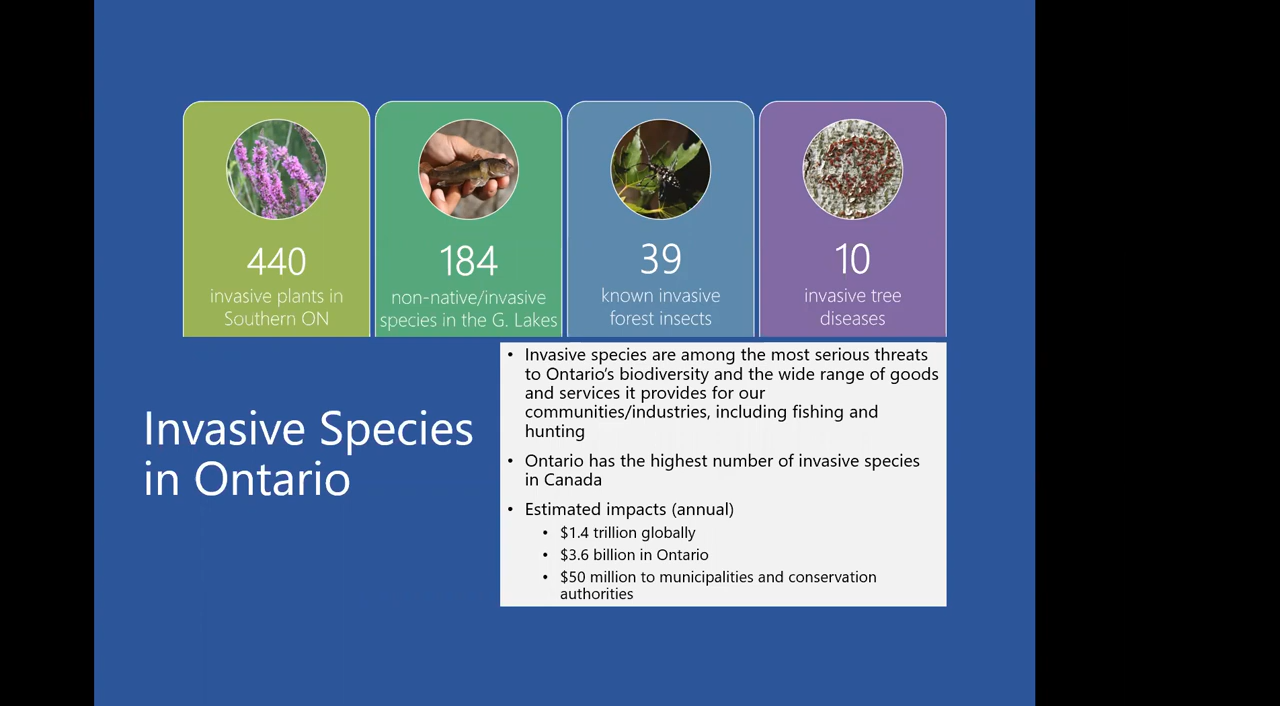 440
invasive plants in
Southern ON
184
non-native/invasive
species in the G. Lakes
39
known invasive
forest insects
10
invasive tree
diseases
Invasive Species
in Ontario
• Invasive species are among the most serious threats
to Ontario's biodiversity and the wide range of goods
and services it provides for our
communities/industries, including fishing and
hunting
• Ontario has the highest number of invasive species
in Canada
• Estimated impacts (annual)
• $1.4 trillion globally
• $3.6 billion in Ontario
• $50 million to municipalities and conservation
authorities